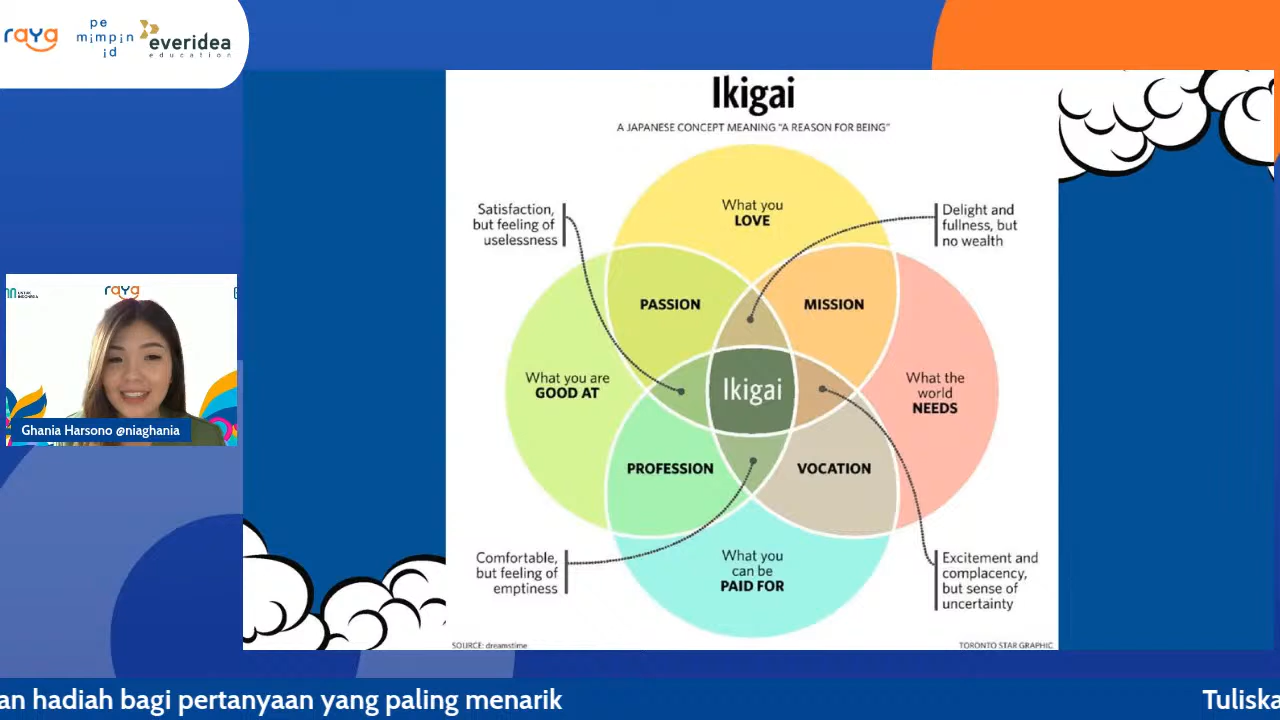 raya
pe
mimpin
id
everidea
education
Ikigai
A JAPANESE CONCEPT MEANING "A REASON FOR BEING"
Satisfaction,
but feeling of
uselessness
What you
LOVE
Delight and
fullness, but
no wealth
PASSION
MISSION
What you are
GOOD AT
Ikigai
What the
world
NEEDS
PROFESSION
VOCATION
Comfortable,
but feeling of
emptiness
What you
can be
PAID FOR
Excitement and
complacency,
but sense of
uncertainty
SOURCE: dreamstime
TORONTO STAR GRAPHIC
raya
Ghania Harsono @niaghania
an hadiah bagi pertanyaan yang paling menarik
Tuliska